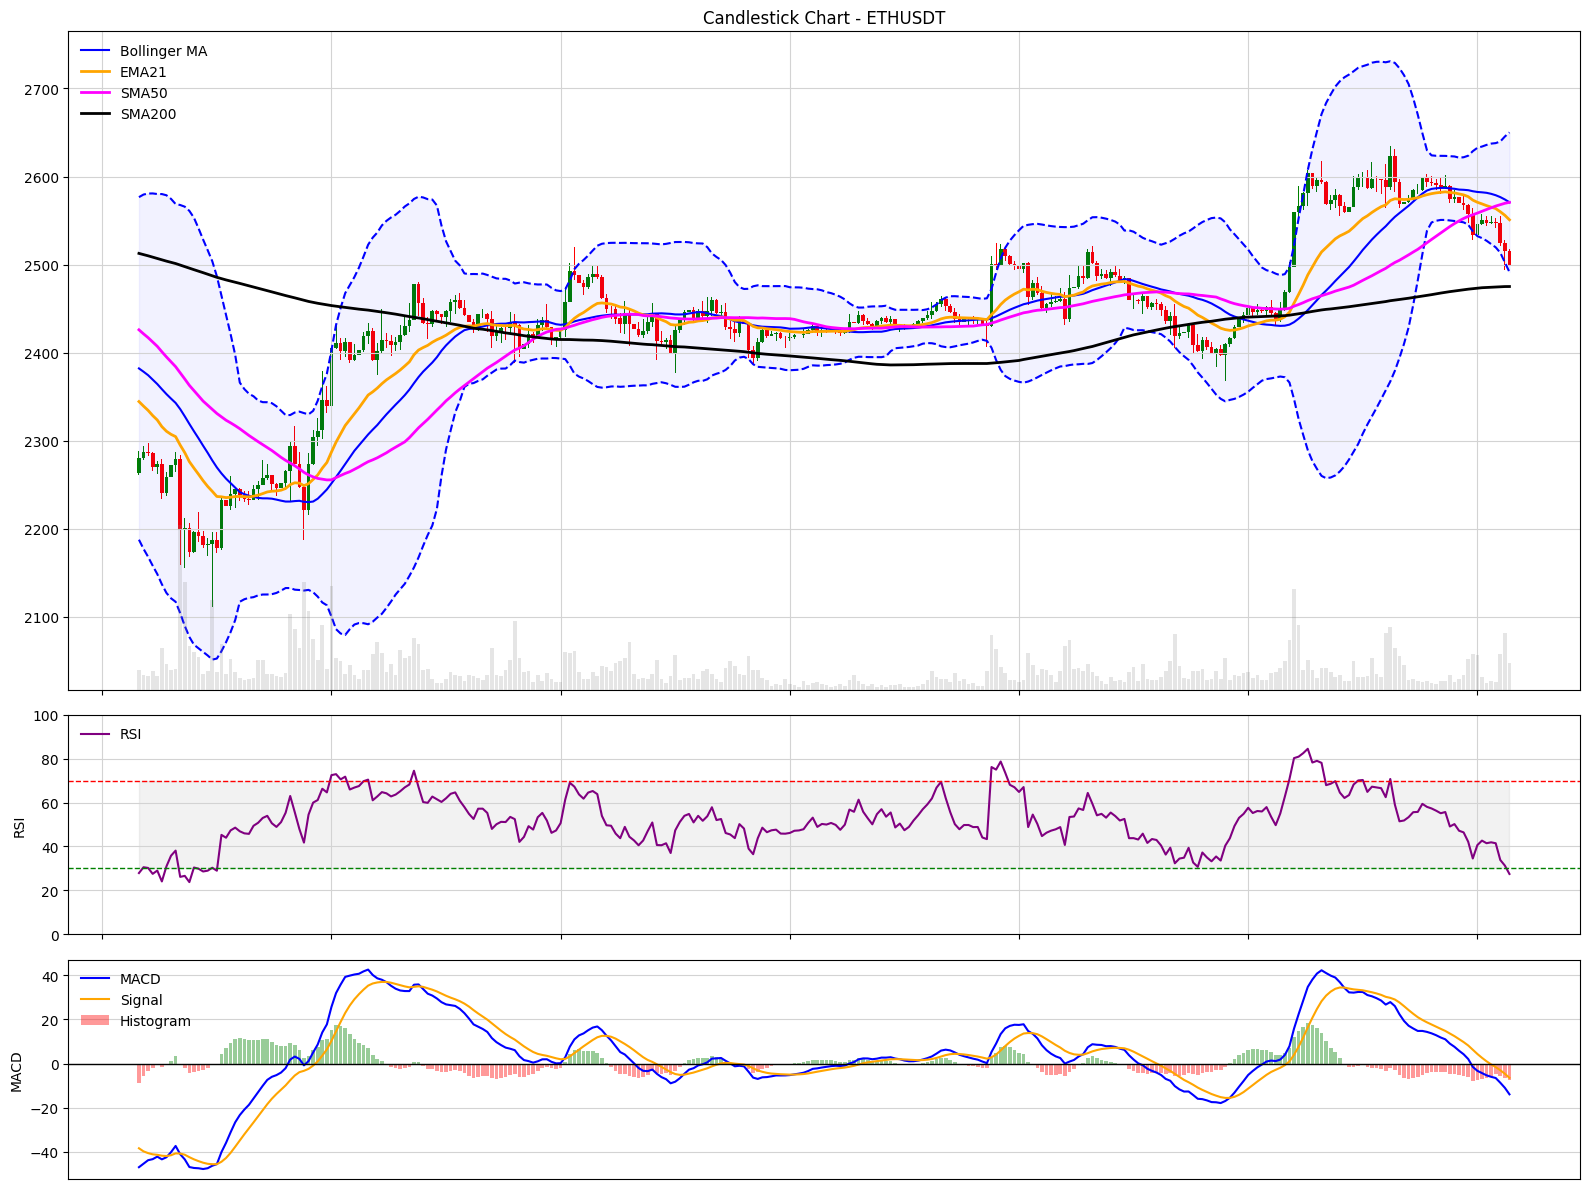 Candlestick Chart - ETHUSDT
Bollinger MA
EMA21
SMA50
SMA200
2700
2600
2500
2400
2300
2200
2100
RSI
100
80
60
40
20
0
RSI
MACD
Signal
Histogram
40
20
0
−20
−40
MACD